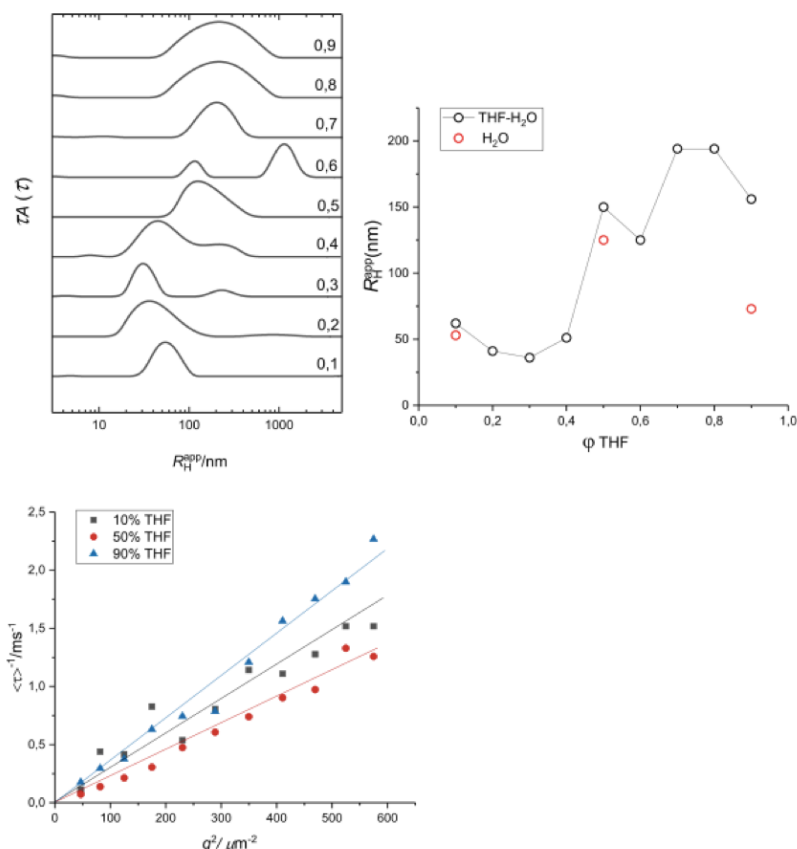 0,9
0,8
0,7
0,6
0,5
0,4
0,3
0,2
0,1
τA (τ)
10 100 1000
R_H^app/nm
THF-H₂O
H₂O
200
150
100
50
0
R_H^app(nm)
0,0 0,2 0,4 0,6 0,8 1,0
φ THF
10% THF
50% THF
90% THF
2,5
2,0
1,5
1,0
0,5
0,0
<τ>⁻¹/ms⁻¹
0 100 200 300 400 500 600
q²/ μm⁻²